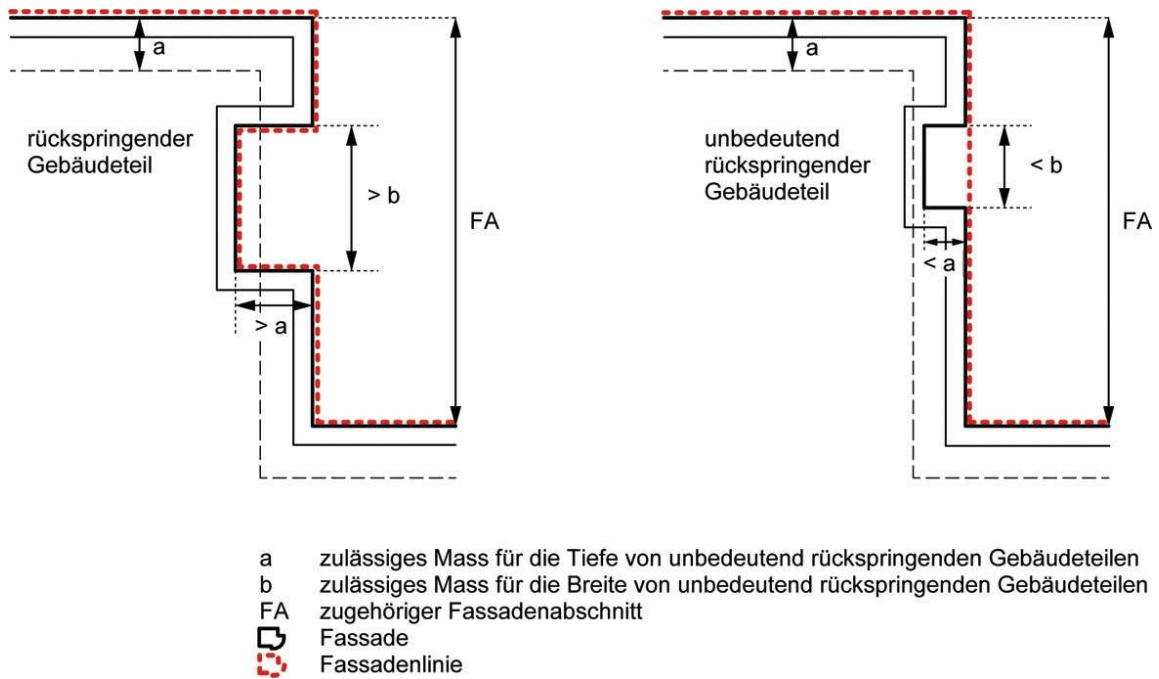 a
rückspringender
Gebäudeteil
> b
FA
> a
a
unbedeutend
rückspringender
Gebäudeteil
< b
FA
< a
a zulässiges Mass für die Tiefe von unbedeutend rückspringenden Gebäudeteilen
b zulässiges Mass für die Breite von unbedeutend rückspringenden Gebäudeteilen
FA zugehöriger Fassadenabschnitt
Fassade
Fassadenlinie